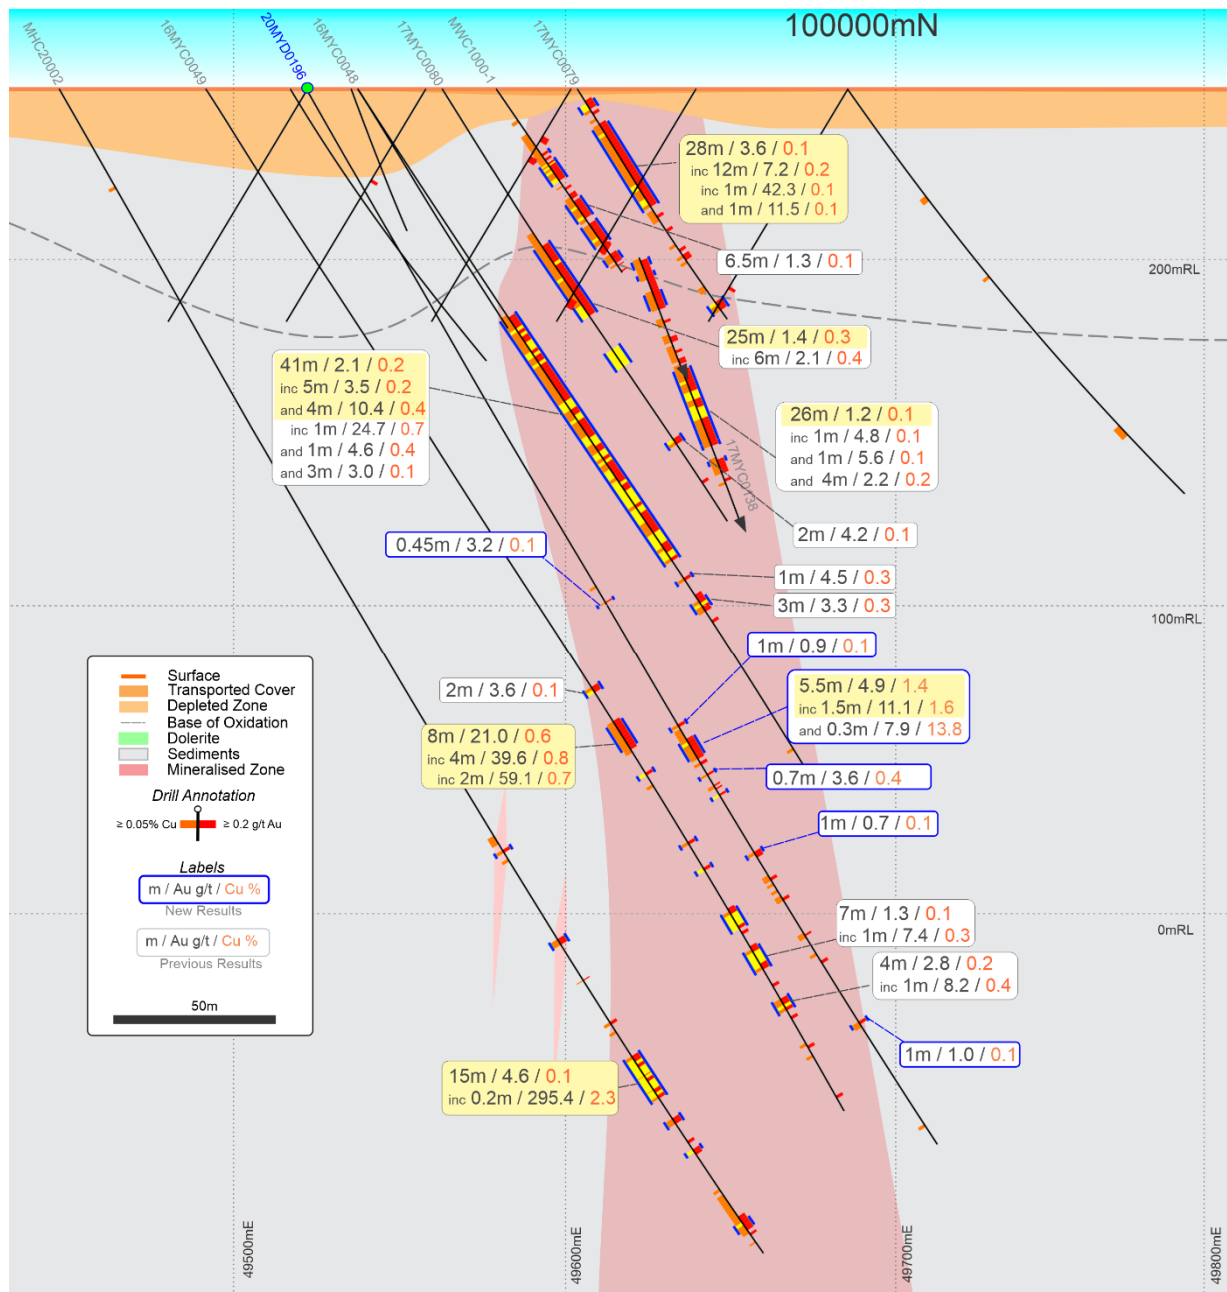 100000mN
MHC20002
16MYC0049
20MYD0196
16MYC0048
17MYC0080
MWC1000-1
17MYC0079
28m / 3.6 / 0.1
inc 12m / 7.2 / 0.2
inc 1m / 42.3 / 0.1
and 1m / 11.5 / 0.1
6.5m / 1.3 / 0.1
200mRL
25m / 1.4 / 0.3
inc 6m / 2.1 / 0.4
41m / 2.1 / 0.2
inc 5m / 3.5 / 0.2
and 4m / 10.4 / 0.4
inc 1m / 24.7 / 0.7
and 1m / 4.6 / 0.4
and 3m / 3.0 / 0.1
26m / 1.2 / 0.1
inc 1m / 4.8 / 0.1
and 1m / 5.6 / 0.1
and 4m / 2.2 / 0.2
17MYC0138
2m / 4.2 / 0.1
0.45m / 3.2 / 0.1
1m / 4.5 / 0.3
3m / 3.3 / 0.3
100mRL
1m / 0.9 / 0.1
5.5m / 4.9 / 1.4
inc 1.5m / 11.1 / 1.6
and 0.3m / 7.9 / 13.8
2m / 3.6 / 0.1
8m / 21.0 / 0.6
inc 4m / 39.6 / 0.8
inc 2m / 59.1 / 0.7
0.7m / 3.6 / 0.4
1m / 0.7 / 0.1
7m / 1.3 / 0.1
inc 1m / 7.4 / 0.3
0mRL
4m / 2.8 / 0.2
inc 1m / 8.2 / 0.4
1m / 1.0 / 0.1
15m / 4.6 / 0.1
inc 0.2m / 295.4 / 2.3
Surface
Transported Cover
Depleted Zone
Base of Oxidation
Dolerite
Sediments
Mineralised Zone
Drill Annotation
≥ 0.05% Cu
≥ 0.2 g/t Au
Labels
m / Au g/t / Cu %
New Results
m / Au g/t / Cu %
Previous Results
50m
49500mE
49600mE
49700mE
49800mE